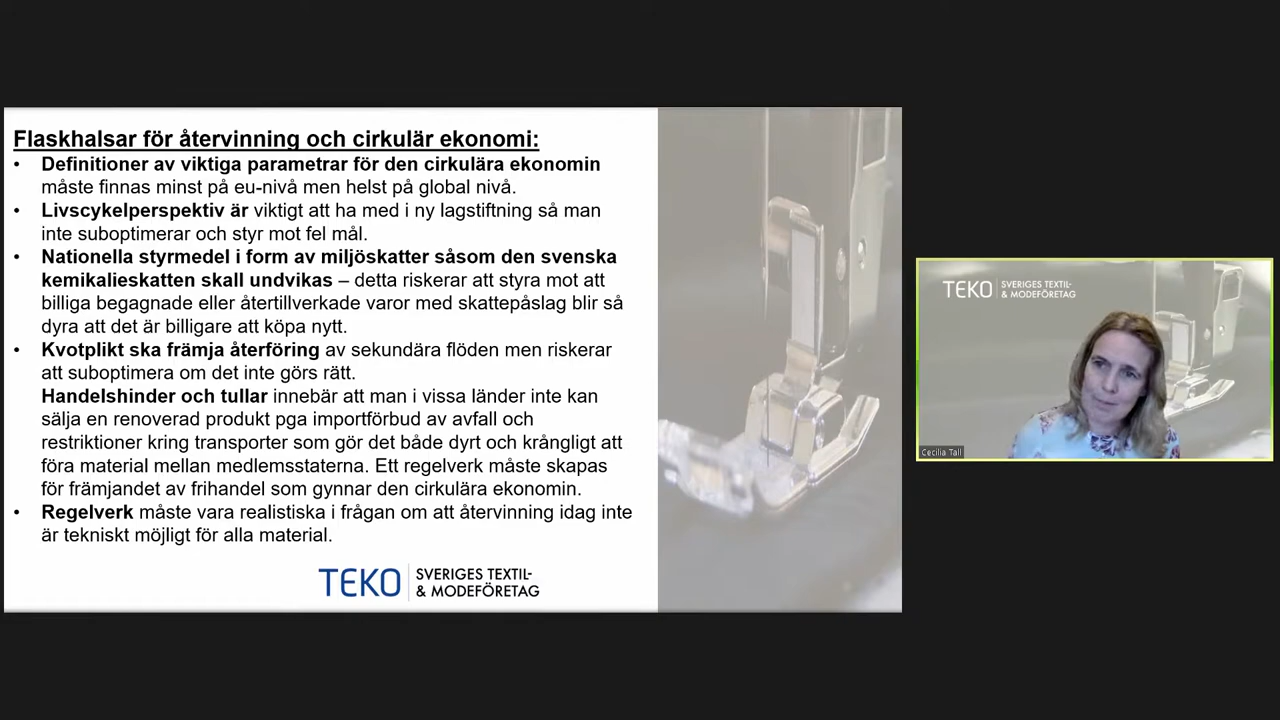 Flaskhalsar för återvinning och cirkulär ekonomi:
• Definitioner av viktiga parametrar för den cirkulära ekonomin
måste finnas minst på eu-nivå men helst på global nivå.
• Livscykelperspektiv är viktigt att ha med i ny lagstiftning så man
inte suboptimerar och styr mot fel mål.
• Nationella styrmedel i form av miljöskatter såsom den svenska
kemikalieskatten skall undvikas – detta riskerar att styra mot att
billiga begagnade eller återtillverkade varor med skattepåslag blir så
dyra att det är billigare att köpa nytt.
• Kvotplikt ska främja återföring av sekundära flöden men riskerar
att suboptimera om det inte görs rätt.
Handelshinder och tullar innebär att man i vissa länder inte kan
sälja en renoverad produkt pga importförbud av avfall och
restriktioner kring transporter som gör det både dyrt och krångligt att
föra material mellan medlemsstaterna. Ett regelverk måste skapas
för främjandet av frihandel som gynnar den cirkulära ekonomin.
• Regelverk måste vara realistiska i frågan om att återvinning idag inte
är tekniskt möjligt för alla material.
TEKO SVERIGES TEXTIL-
& MODEFÖRETAG
TEKO SVERIGES TEXTIL-
& MODEFÖRETAG
Cecilia Tall